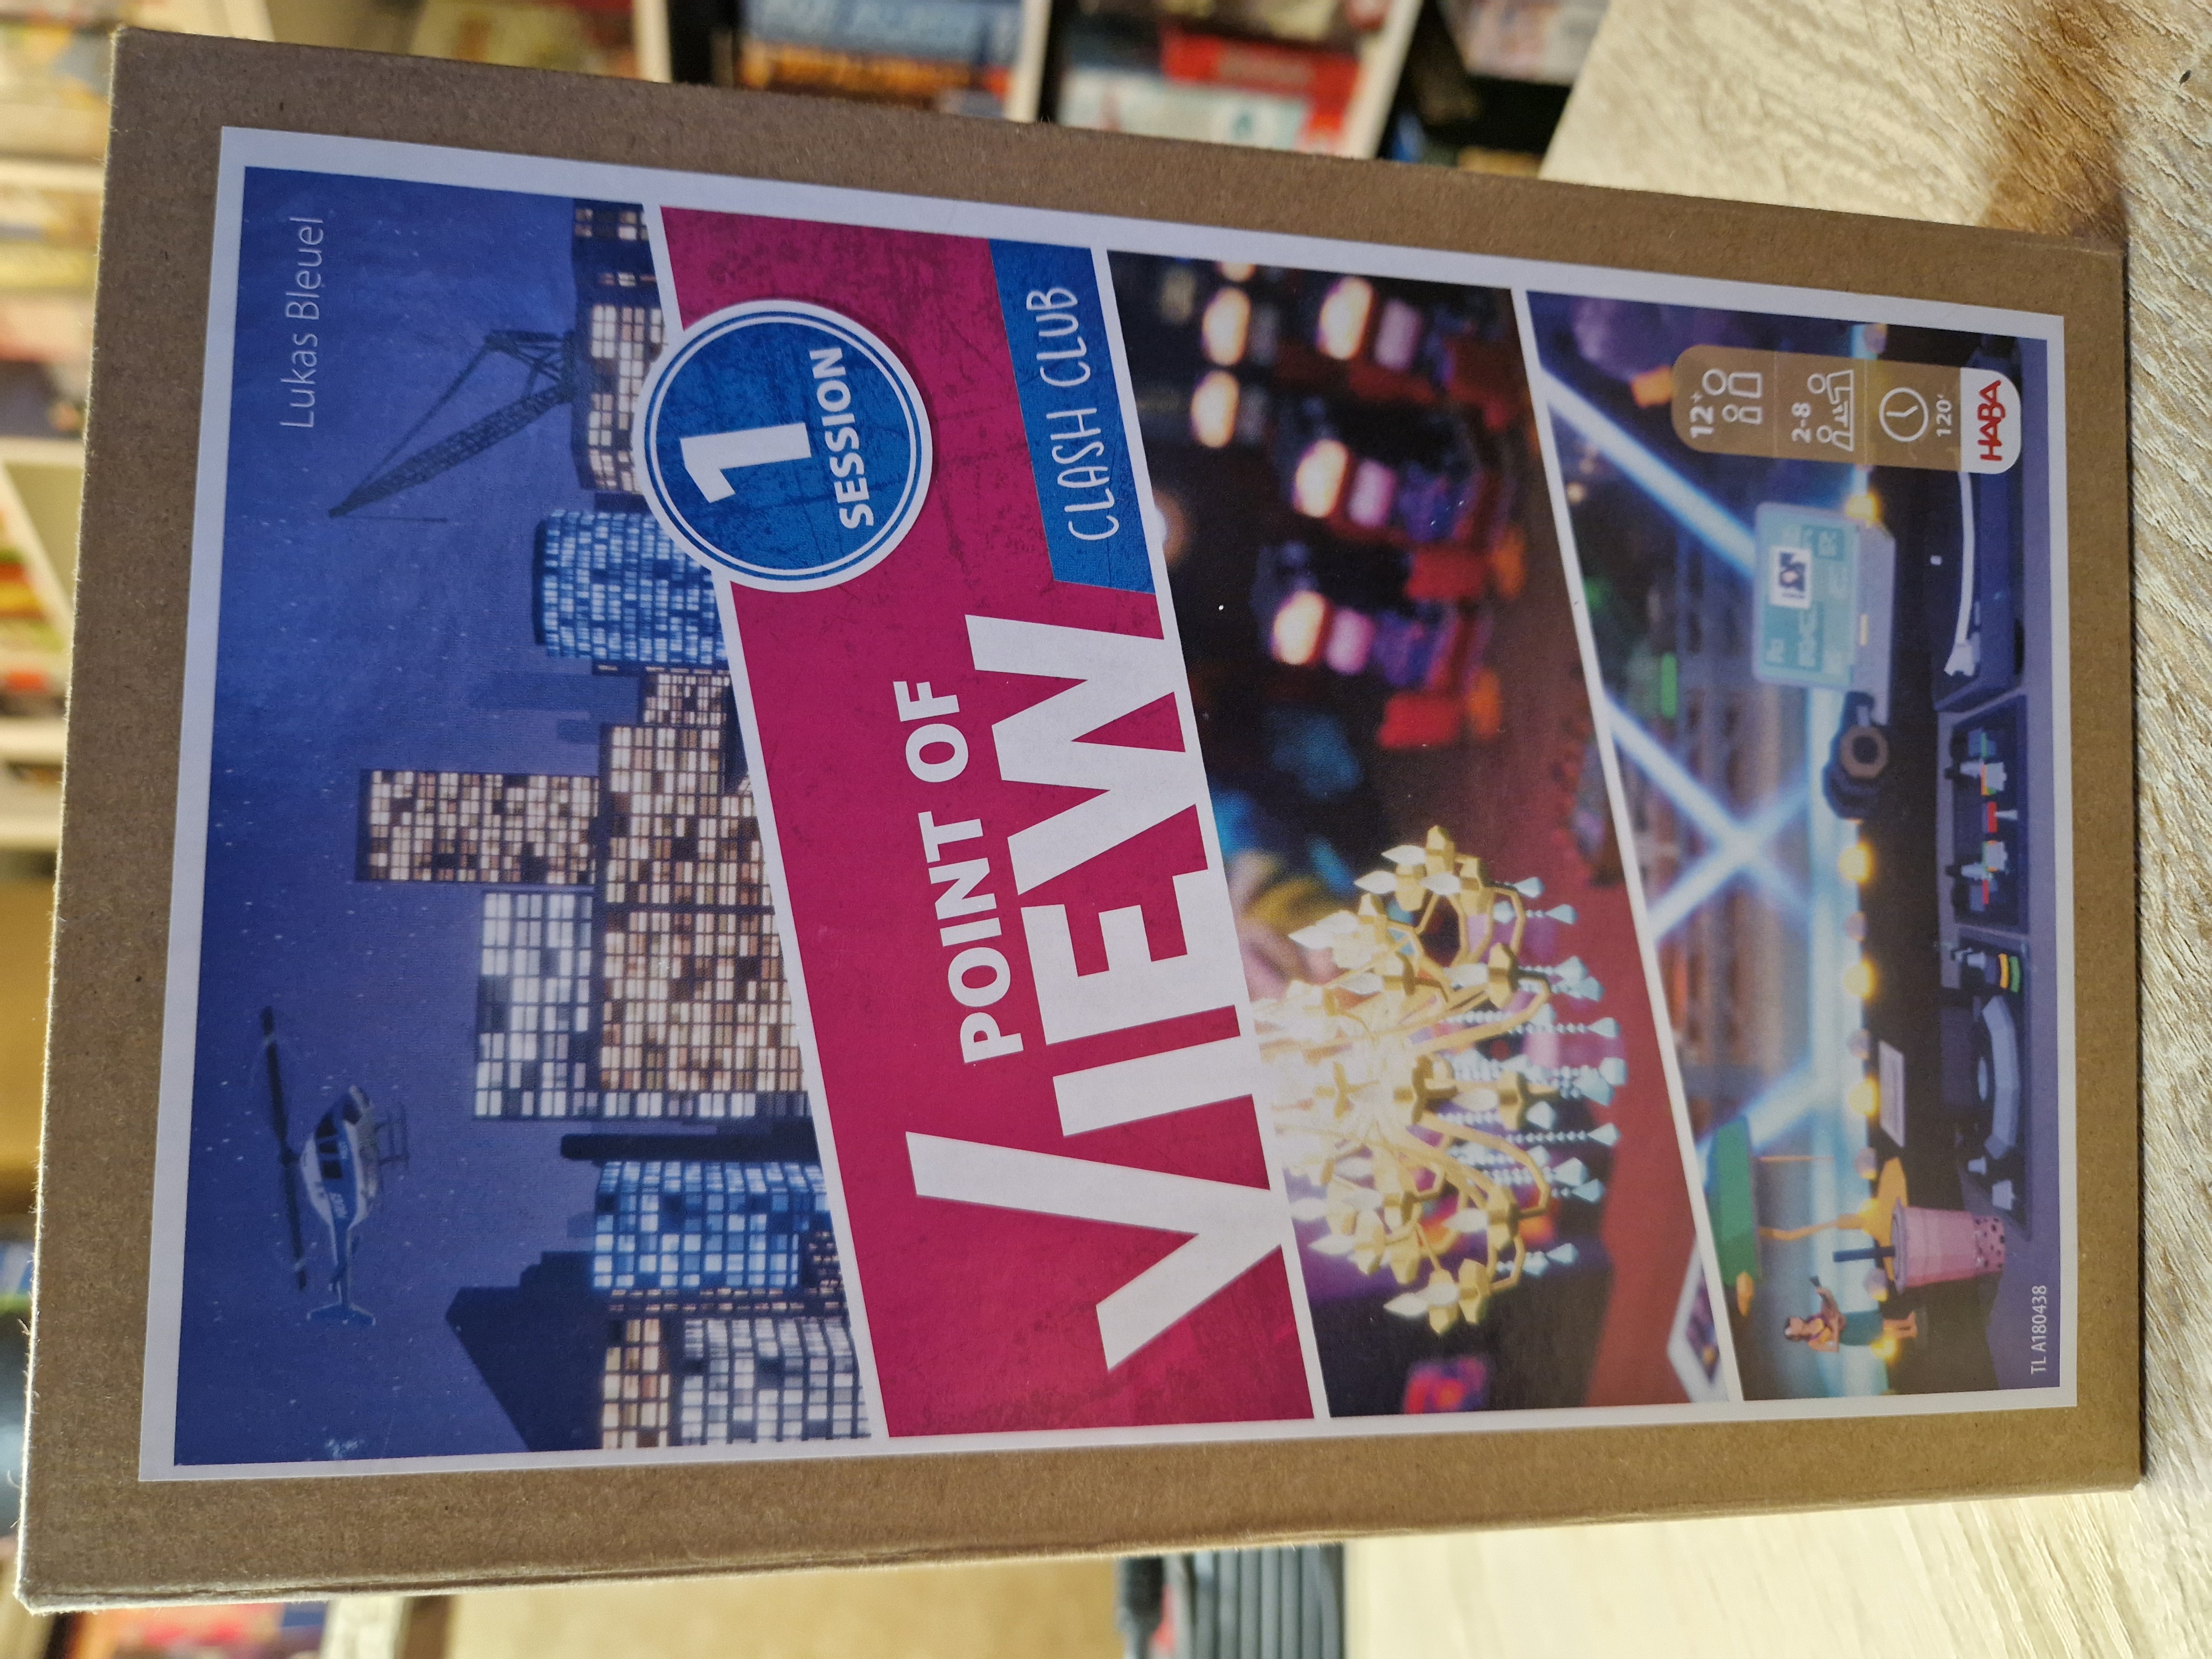 Lukas Bleuel
1
SESSION
POINT OF
VIEW
CLASH CLUB
12+
2-8
120'
HABA
TL A180438